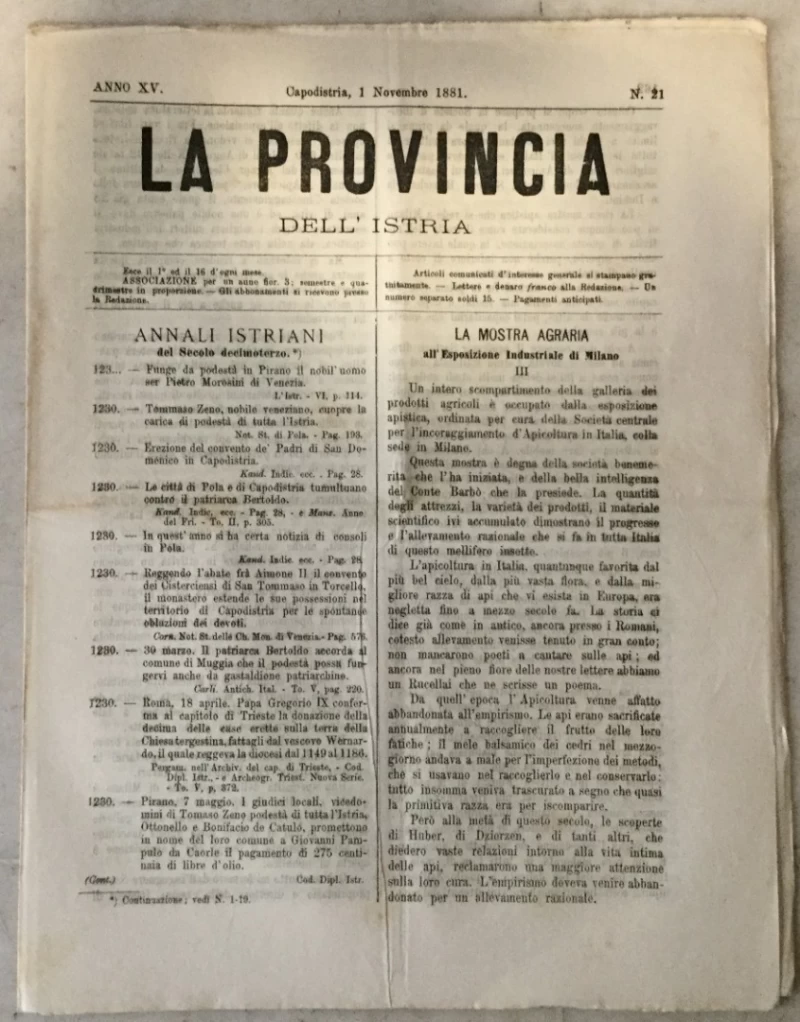 ANNO XV.
Capodistria, 1 Novembre 1881.
N. 21
LA PROVINCIA
DELL' ISTRIA
Esce il 1° ed il 16 d'ogni mese.
ASSOCIAZIONE per un anno fior. 3; semestre e qua-
drimestre in proporzione. — Gli abbonamenti si ricevono presso
la Redazione.
Articoli comunicati d'interesse generale si stampano gra-
tuitamente. — Lettere e denaro franco alla Redazione. — Un
numero separato soldi 15. — Pagamenti anticipati.
ANNALI ISTRIANI
del Secolo decimoterzo. *)
123... — Funge da podestà in Pirano il nobil'uomo
ser Pietro Morosini di Venezia.
L'Istr. - VI, p. 114.
1230. — Tommaso Zeno, nobile veneziano, cuopre la
carica di podestà di tutta l'Istria.
Not. St. di Pola. - Pag. 193.
1230. — Erezione del convento de' Padri di San Do-
menico in Capodistria.
Kand. Indic. ecc. . Pag. 28.
1230. — Le città di Pola e di Capodistria tumultuano
contro il patriarca Bertoldo.
Kand. Indic. ecc. - Pag. 28, - e Manz. Anna.
del Fri. - To. II, p. 305.
1230. — In quest' anno si ha certa notizia di consoli
in Pola.
Kand. Indic ecc. - Pag. 28
1230. — Reggendo l'abate frà Aimone II il convento
dei Cisterciensi di San Tommaso in Torcello,
il monastero estende le sue possessioni nel
territorio di Capodistria per le spontanee
obluzioni dei devoti.
Corn. Not. St. delle Ch. Mon. di Venezia.- Pag. 576.
1230. — 30 marzo. Il patriarca Bertoldo accorda al
comune di Muggia che il podestà possa fun-
gervi anche da gastaldione patriarchino.
Carli. Antich. Ital. - To. V, pag. 220.
1230. — Roma, 18 aprile. Papa Gregorio IX confer-
ma al capitolo di Trieste la donazione della
decima delle case erette sulla terra della
Chiesa tergestina, fattagli dal vescovo Wernar-
do, il quale reggeva la diocesi dal 1149 al 1186.
Pergam. nell'Archiv. del cap. di Trieste, - Cod.
Dipl. Istr., - e Archeogr. Triest. Nuova Serie.
- To. V, p, 372.
1230. — Pirano, 7 maggio. I giudici locali, vicedo-
mini di Tomaso Zeno podestà di tutta l'Istria,
Ottonello e Bonifacio de Catulò, promettono
in nome del loro comune a Giovanni Pam-
pulo da Caorle il pagamento di 275 centi-
naia di libre d'olio.
(Cont.)
Cod. Dipl. Istr.
*) Continuazione; vedi N. 1-19.
LA MOSTRA AGRARIA
all'Esposizione Industriale di Milano
III
Un intero scompartimento della galleria dei
prodotti agricoli è occupato dalla esposizione
apistica, ordinata per cura della Società centrale
per l'incoraggiamento d'Apicoltura in Italia, colla
sede in Milano.
Questa mostra è degna della società beneme-
rita che l'ha iniziata, e della bella intelligenza
del Conte Barbò che la presiede. La quantità
degli attrezzi, la varietà dei prodotti, il materiale
scientifico ivi accumulato dimostrano il progresso
e l'allevamento razionale che si fa in tutta Italia
di questo mellifero insetto.
L'apicoltura in Italia, quantunque favorita dal
più bel cielo, dalla più vasta flora, e dalla mi-
gliore razza di api che vi esista in Europa, era
negletta fino a mezzo secolo fa. La storia ci
dice già come in antico, ancora presso i Romani,
cotesto allevamento venisse tenuto in gran conto;
non mancarono poeti a cantare sulle api; ed
ancora nel pieno fiore delle nostre lettere abbiamo
un Rucellai che ne scrisse un poema.
Da quell' epoca l'Apicoltura venne affatto
abbandonata all'empirismo. Le api erano sacrificate
annualmente a raccogliere il frutto delle loro
fatiche; il mele balsamico dei cedri nel mezzo-
giorno andava a male per l'imperfezione dei metodi,
che si usavano nel raccoglierlo e nel conservarlo:
tutto insomma veniva trascurato a segno che quasi
la primitiva razza era per iscomparire.
Però alla metà di questo secolo, le scoperte
di Huber, di Dziorzen, e di tanti altri, che
diedero vaste relazioni intorno alla vita intima
delle api, reclamarono una maggiore attenzione
sulla loro cura. L'empirismo doveva venire abban-
donato per un allevamento razionale.